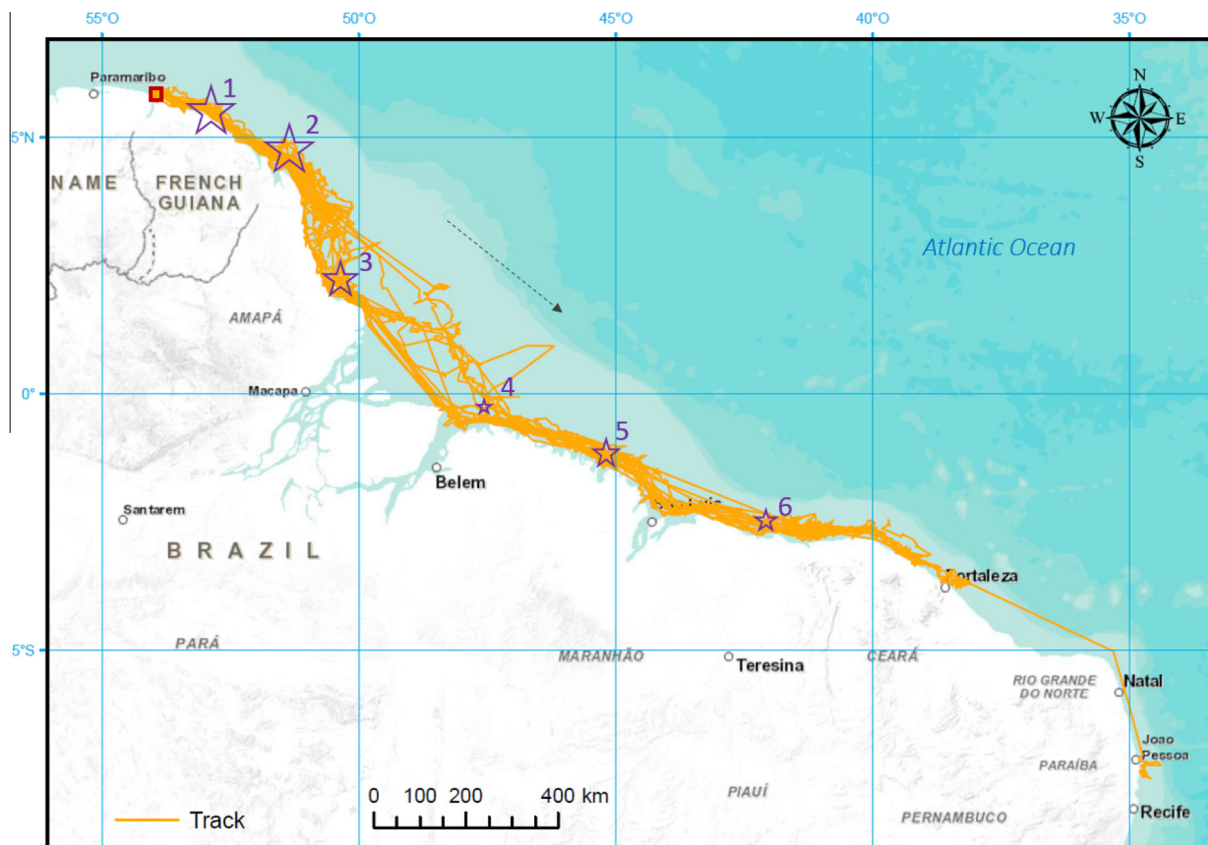 55°O
50°O
45°O
40°O
35°O
Paramaribo
1
2
N
W
E
S
5°N
NAME
FRENCH
GUIANA
3
Atlantic Ocean
AMAPÁ
Macapa
0°
4
5
Belem
Santarem
6
BRAZIL
Fortaleza
5°S
PARÁ
MARANHÃO
Teresina
CEARÁ
RIO GRANDE
DO NORTE
Natal
Joao
Pessoa
PARAÍBA
0 100 200 400 km
PIAUÍ
Track
PERNAMBUCO
Recife